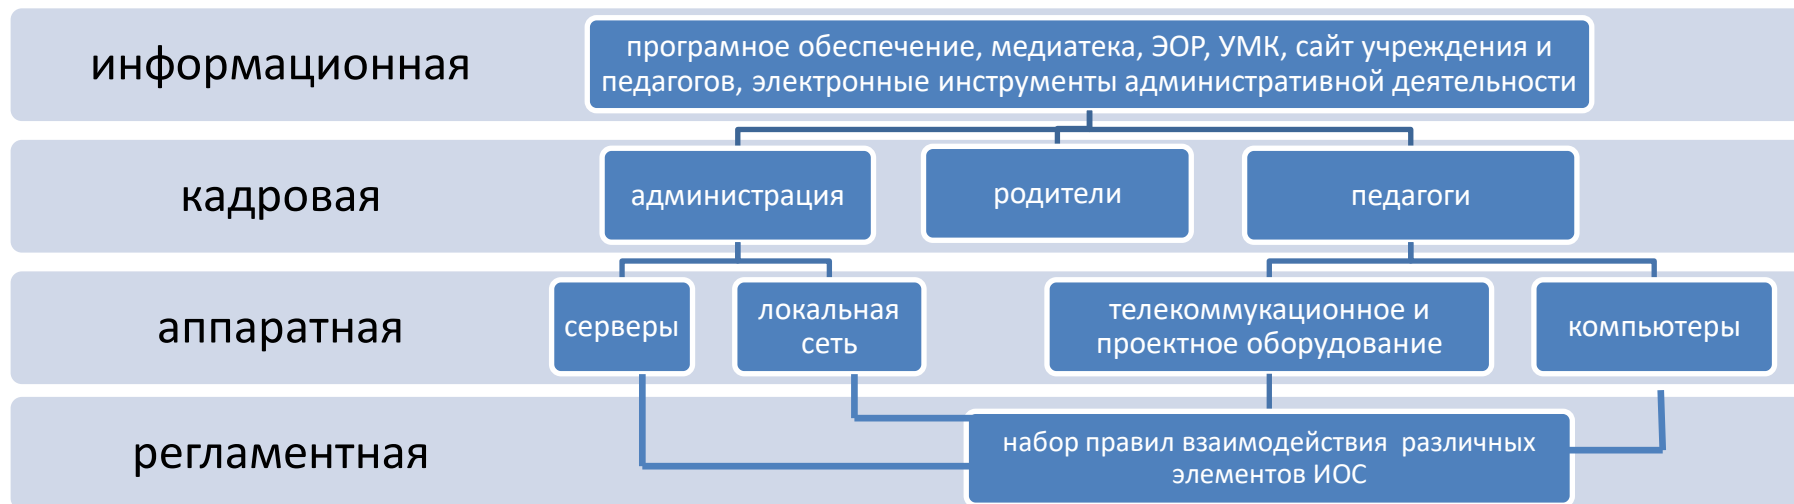 информационная
програмное обеспечение, медиатека, ЭОР, УМК, сайт учреждения и
педагогов, электронные инструменты административной деятельности
кадровая
администрация
родители
педагоги
аппаратная
серверы
локальная
сеть
телекоммукационное и
проектное оборудование
компьютеры
регламентная
набор правил взаимодействия различных
элементов ИОС